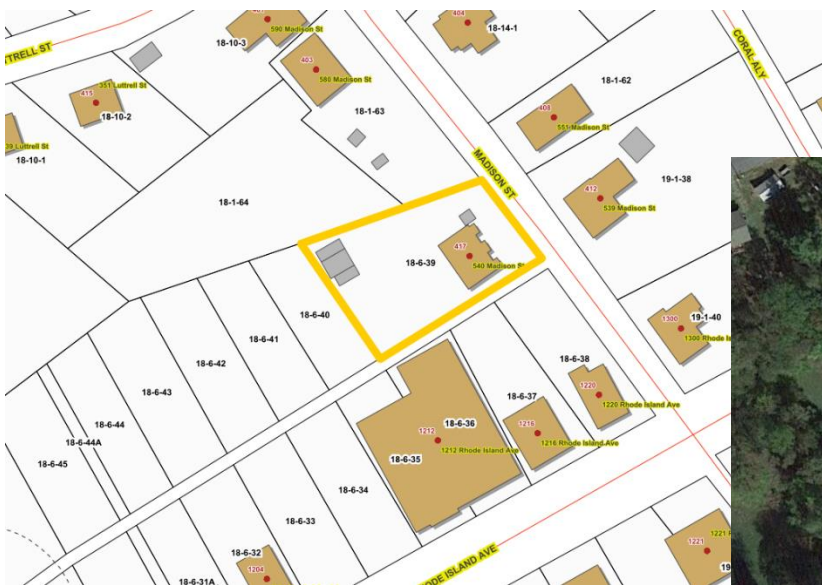 590 Madison St
18-10-3
403
580 Madison St
404
18-14-1
CORAL ALY
415
351 Luttrell St
18-10-2
18-1-63
18-1-62
408
551 Madison St
39 Luttrell St
18-10-1
MADISON ST
412
539 Madison St
19-1-38
18-1-64
18-6-39
417
540 Madison St
18-6-40
18-6-41
18-6-42
18-6-43
18-6-44
18-6-44A
18-6-45
1300
19-1-40
1300 Rhode Is
18-6-38
1220
1220 Rhode Island Ave
18-6-37
1216
1216 Rhode Island Ave
18-6-36
1212
1212 Rhode Island Ave
18-6-35
18-6-34
18-6-33
18-6-32
1204
18-6-31A
ODE ISLAND AVE
1221
19